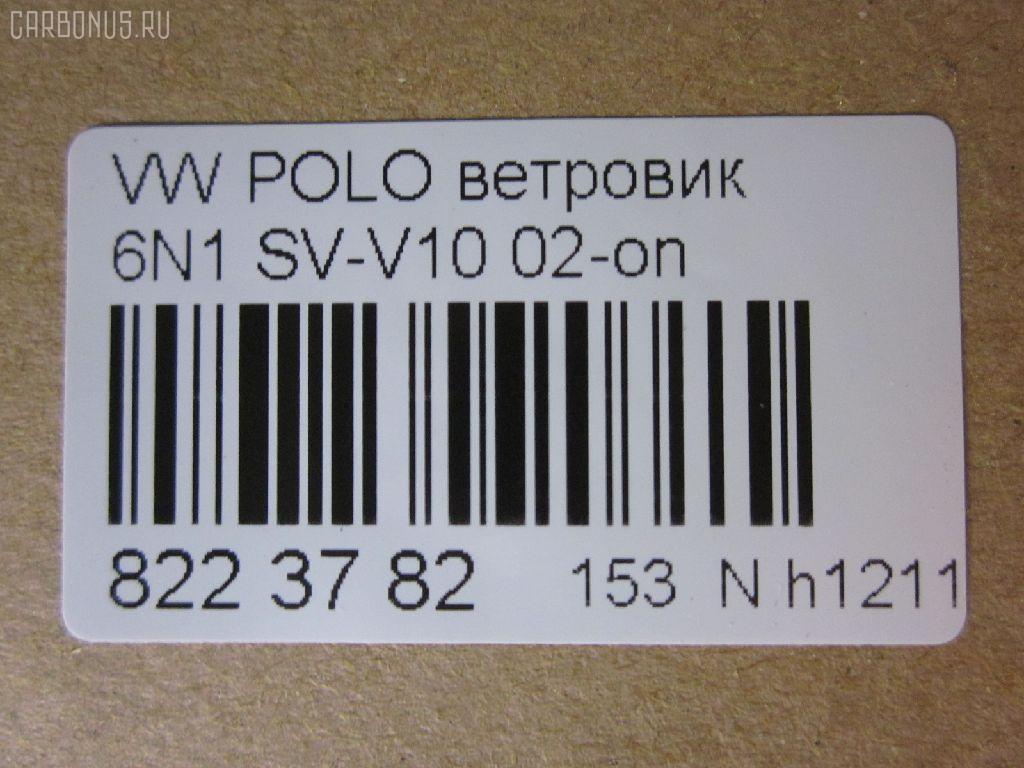 CARBONUS.RU
VW POLO ветровик
6N1 SV-V10 02-on
822 37 82 153 N h1211